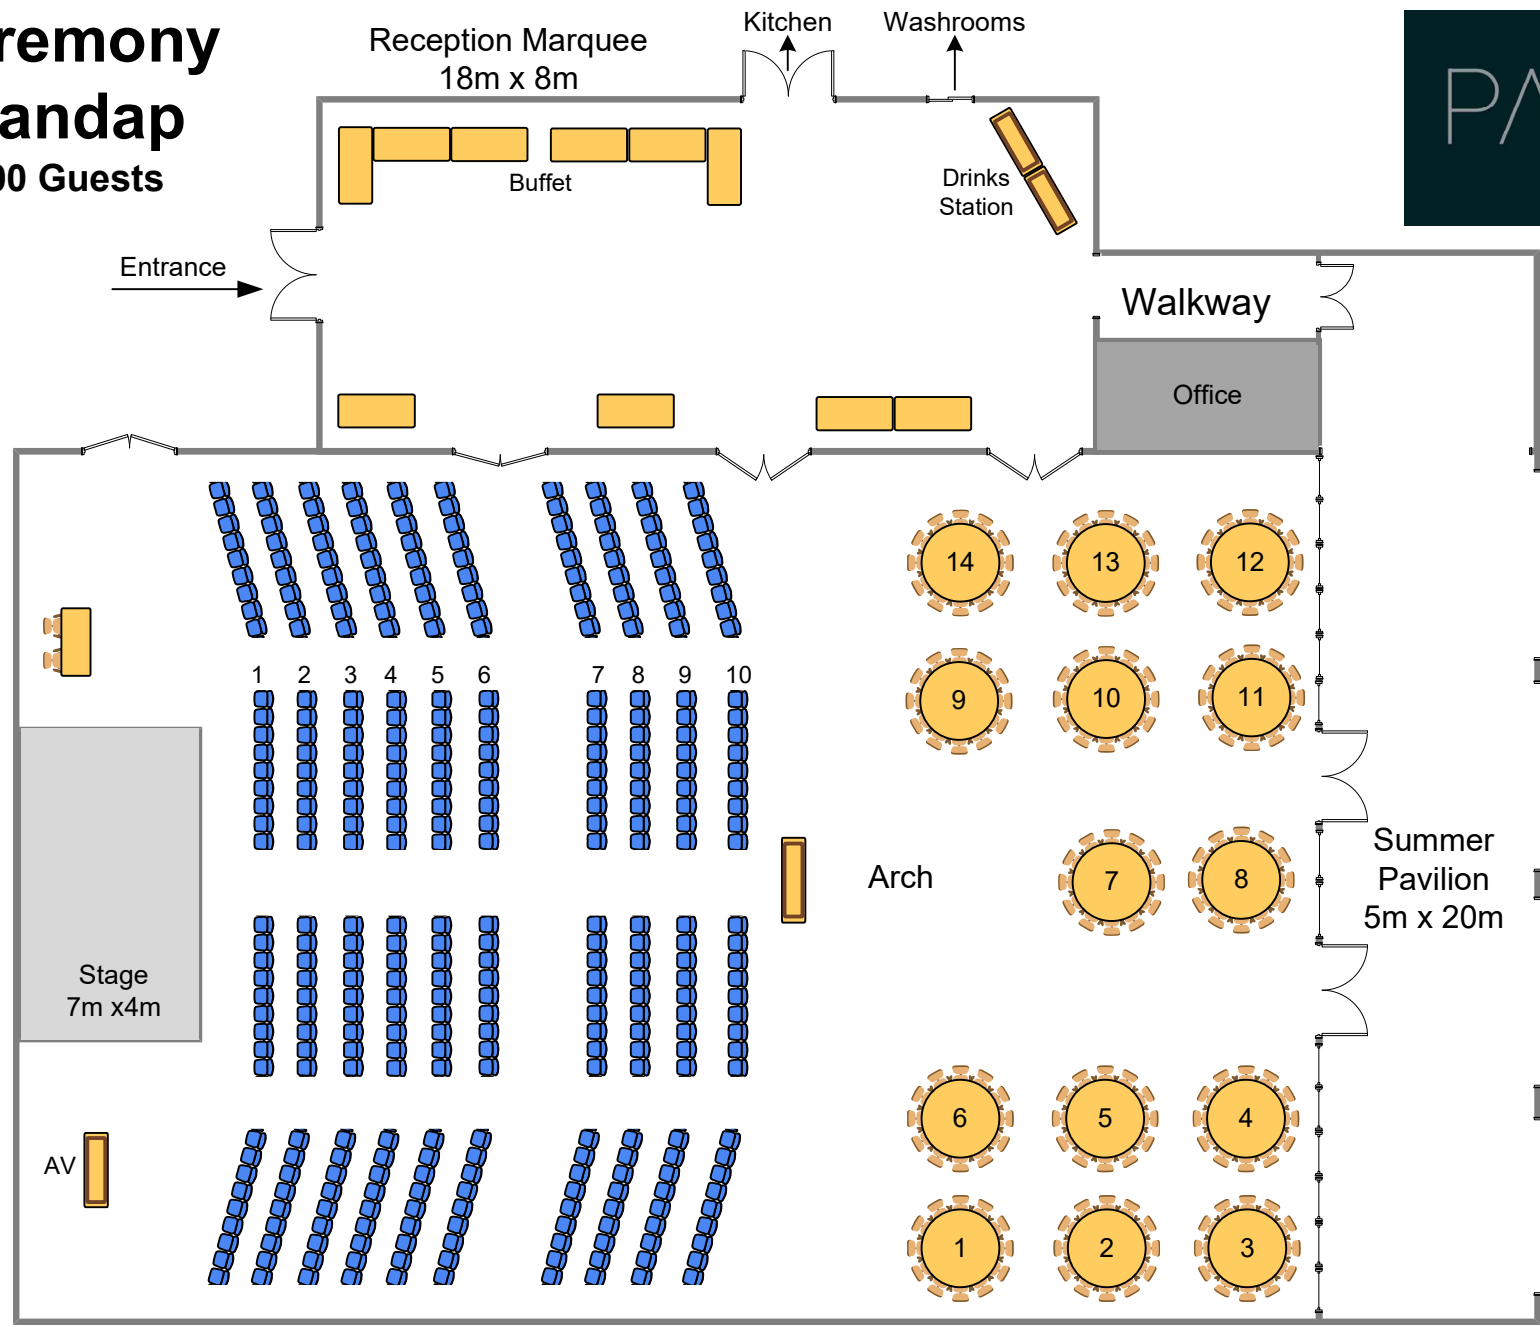 remony
andap
00 Guests
Reception Marquee
18m x 8m
Kitchen
Washrooms
Buffet
Drinks
Station
Entrance
Walkway
Office
14
13
12
1
2
3
4
5
6
7
8
9
10
9
10
11
Arch
7
8
Summer
Pavilion
5m x 20m
Stage
7m x4m
6
5
4
AV
1
2
3